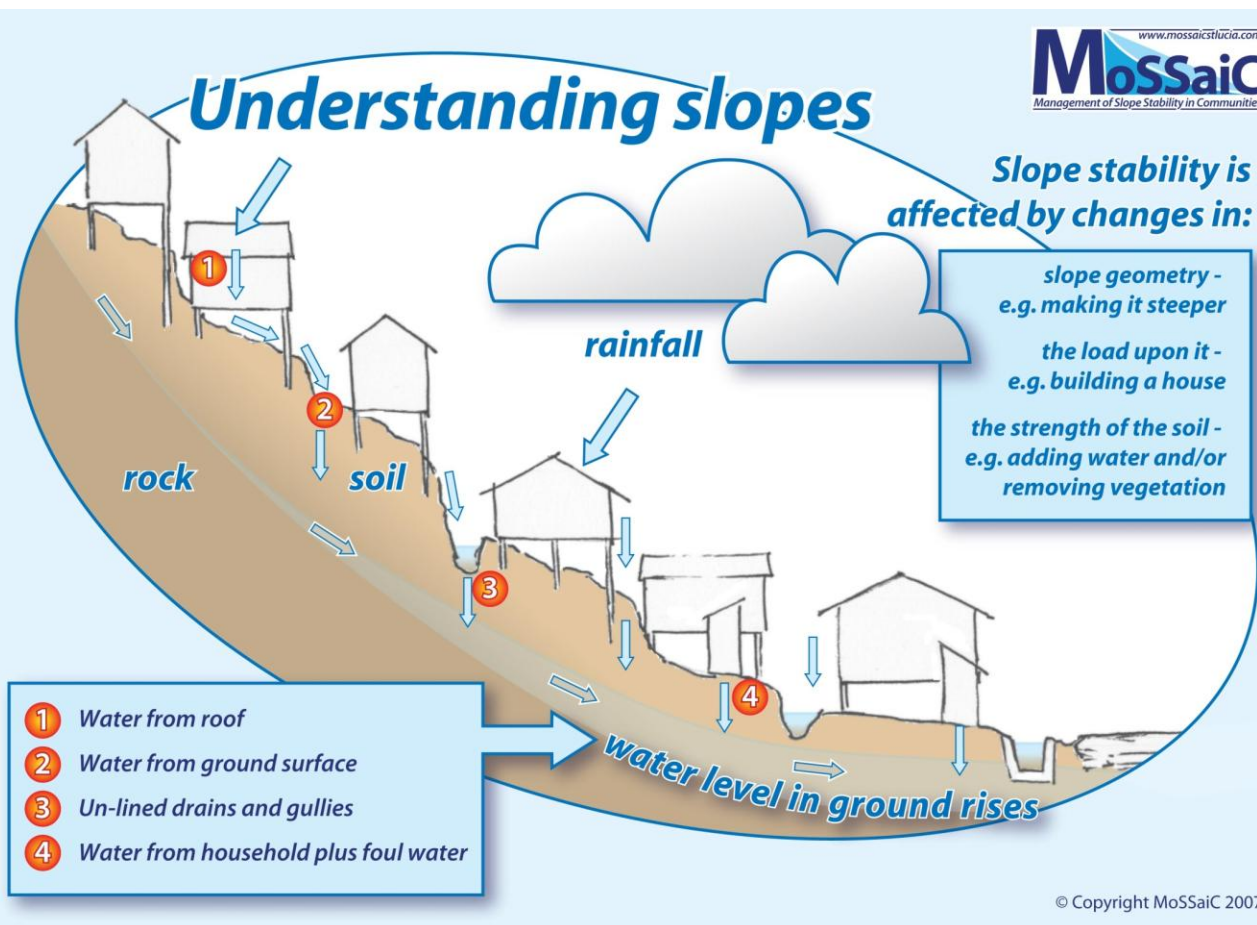 www.mossaicstlucia.com
MoSSaiC
Management of Slope Stability in Communities
Understanding slopes
Slope stability is
affected by changes in:
slope geometry -
e.g. making it steeper
the load upon it -
e.g. building a house
the strength of the soil -
e.g. adding water and/or
removing vegetation
rainfall
1
2
rock
soil
3
4
1 Water from roof
2 Water from ground surface
3 Un-lined drains and gullies
4 Water from household plus foul water
water level in ground rises
© Copyright MoSSaiC 2007